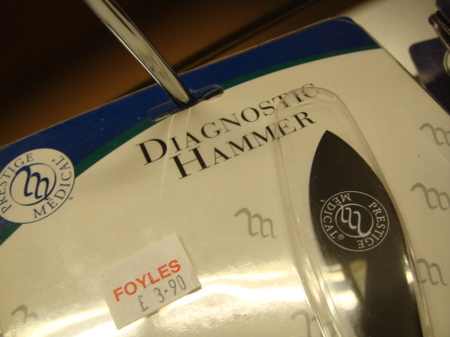 DIAGNOSTIC
HAMMER
PRESTIGE
MEDICAL®
FOYLES
£ 3.90
PRESTIGE
MEDICAL®